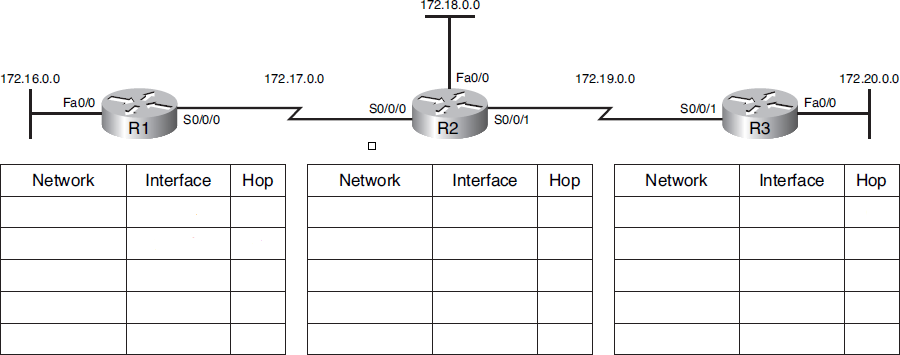 172.18.0.0
172.16.0.0 172.17.0.0 Fa0/0 172.19.0.0 172.20.0.0
Fa0/0 S0/0/0 S0/0/1 Fa0/0
R1 S0/0/0 R2 S0/0/1 R3
Network Interface Hop Network Interface Hop Network Interface Hop